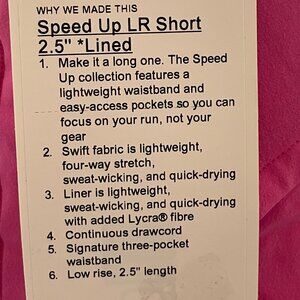 WHY WE MADE THIS
Speed Up LR Short
2.5" *Lined
1. Make it a long one. The Speed
Up collection features a
lightweight waistband and
easy-access pockets so you can
focus on your run, not your
gear
2. Swift fabric is lightweight,
four-way stretch,
sweat-wicking, and quick-drying
3. Liner is lightweight,
sweat-wicking, and quick-drying
with added Lycra® fibre
4. Continuous drawcord
5. Signature three-pocket
waistband
6. Low rise, 2.5" length